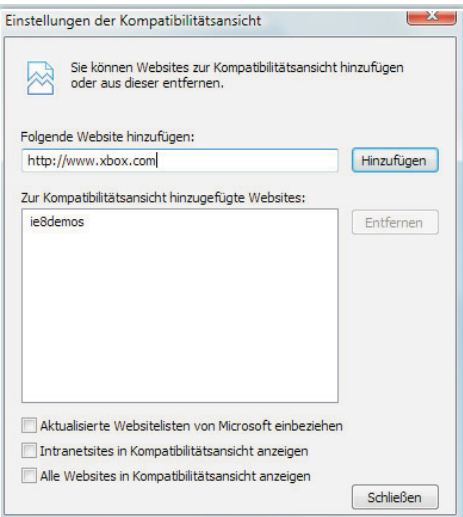 Einstellungen der Kompatibilitätsansicht
Sie können Websites zur Kompatibilitätsansicht hinzufügen
oder aus dieser entfernen.
Folgende Website hinzufügen:
http://www.xbox.com
Hinzufügen
Zur Kompatibilitätsansicht hinzugefügte Websites:
ie8demos
Entfernen
Aktualisierte Websitelisten von Microsoft einbeziehen
Intranetsites in Kompatibilitätsansicht anzeigen
Alle Websites in Kompatibilitätsansicht anzeigen
Schließen